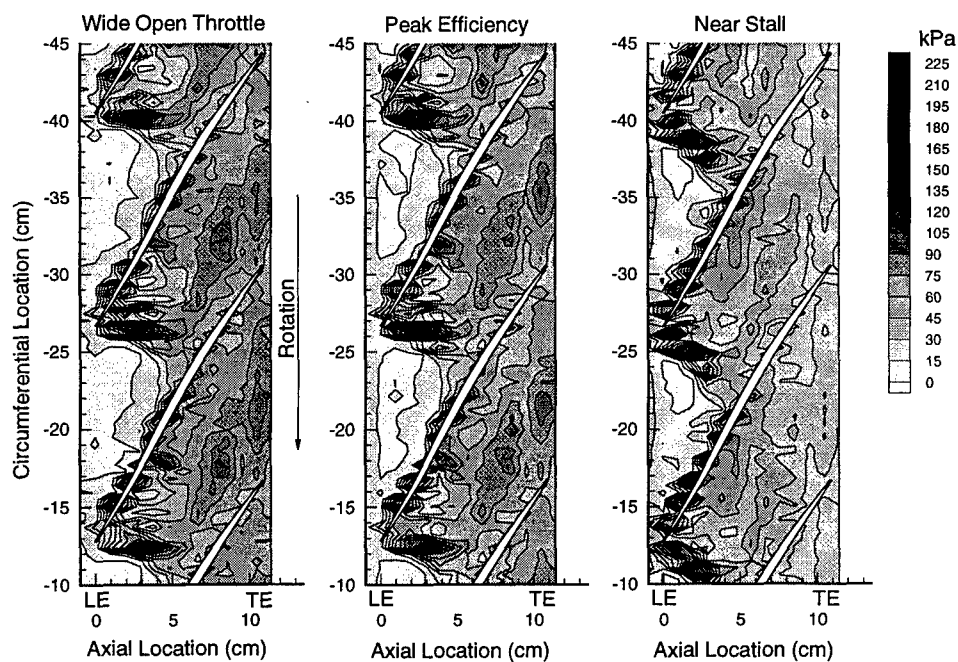 Wide Open Throttle
Peak Efficiency
Near Stall
kPa
225
210
195
180
165
150
135
120
105
90
75
60
45
30
15
0
Circumferential Location (cm)
-45
-40
-35
-30
-25
-20
-15
-10
-45
-40
-35
-30
-25
-20
-15
-10
-45
-40
-35
-30
-25
-20
-15
-10
Rotation
LE TE
0 5 10
Axial Location (cm)
LE TE
0 5 10
Axial Location (cm)
LE TE
0 5 10
Axial Location (cm)